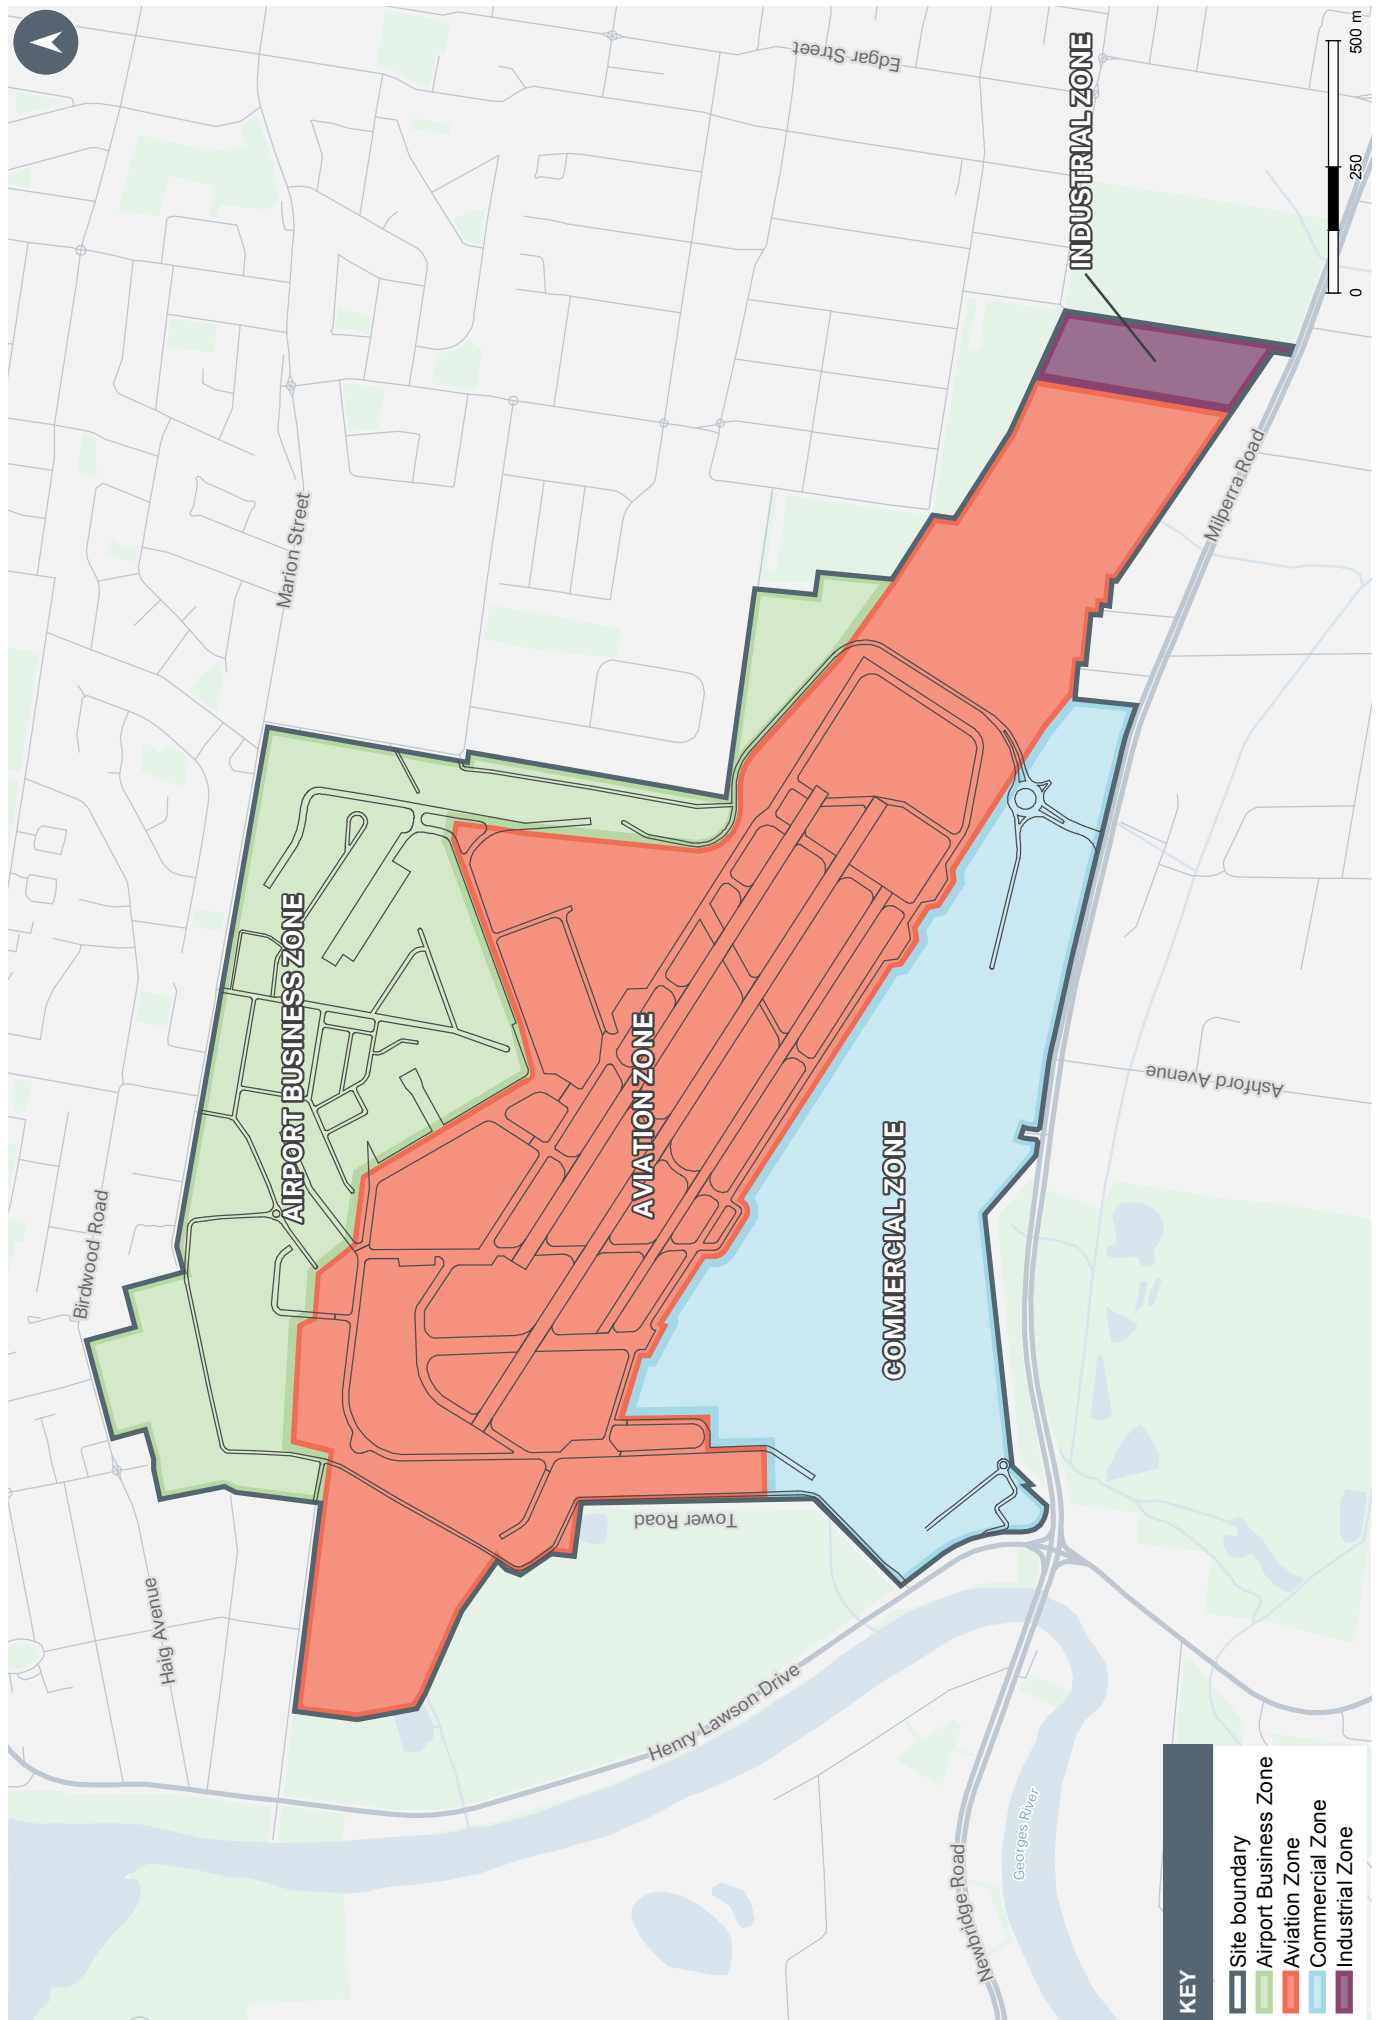 Edgar Street
INDUSTRIAL ZONE
500 m
250
0
Marion Street
Milperra Road
AIRPORT BUSINESS ZONE
AVIATION ZONE
COMMERCIAL ZONE
Ashford Avenue
Birdwood Road
Tower Road
Haig Avenue
Henry Lawson Drive
Newbridge Road
Georges River
KEY
Site boundary
Airport Business Zone
Aviation Zone
Commercial Zone
Industrial Zone